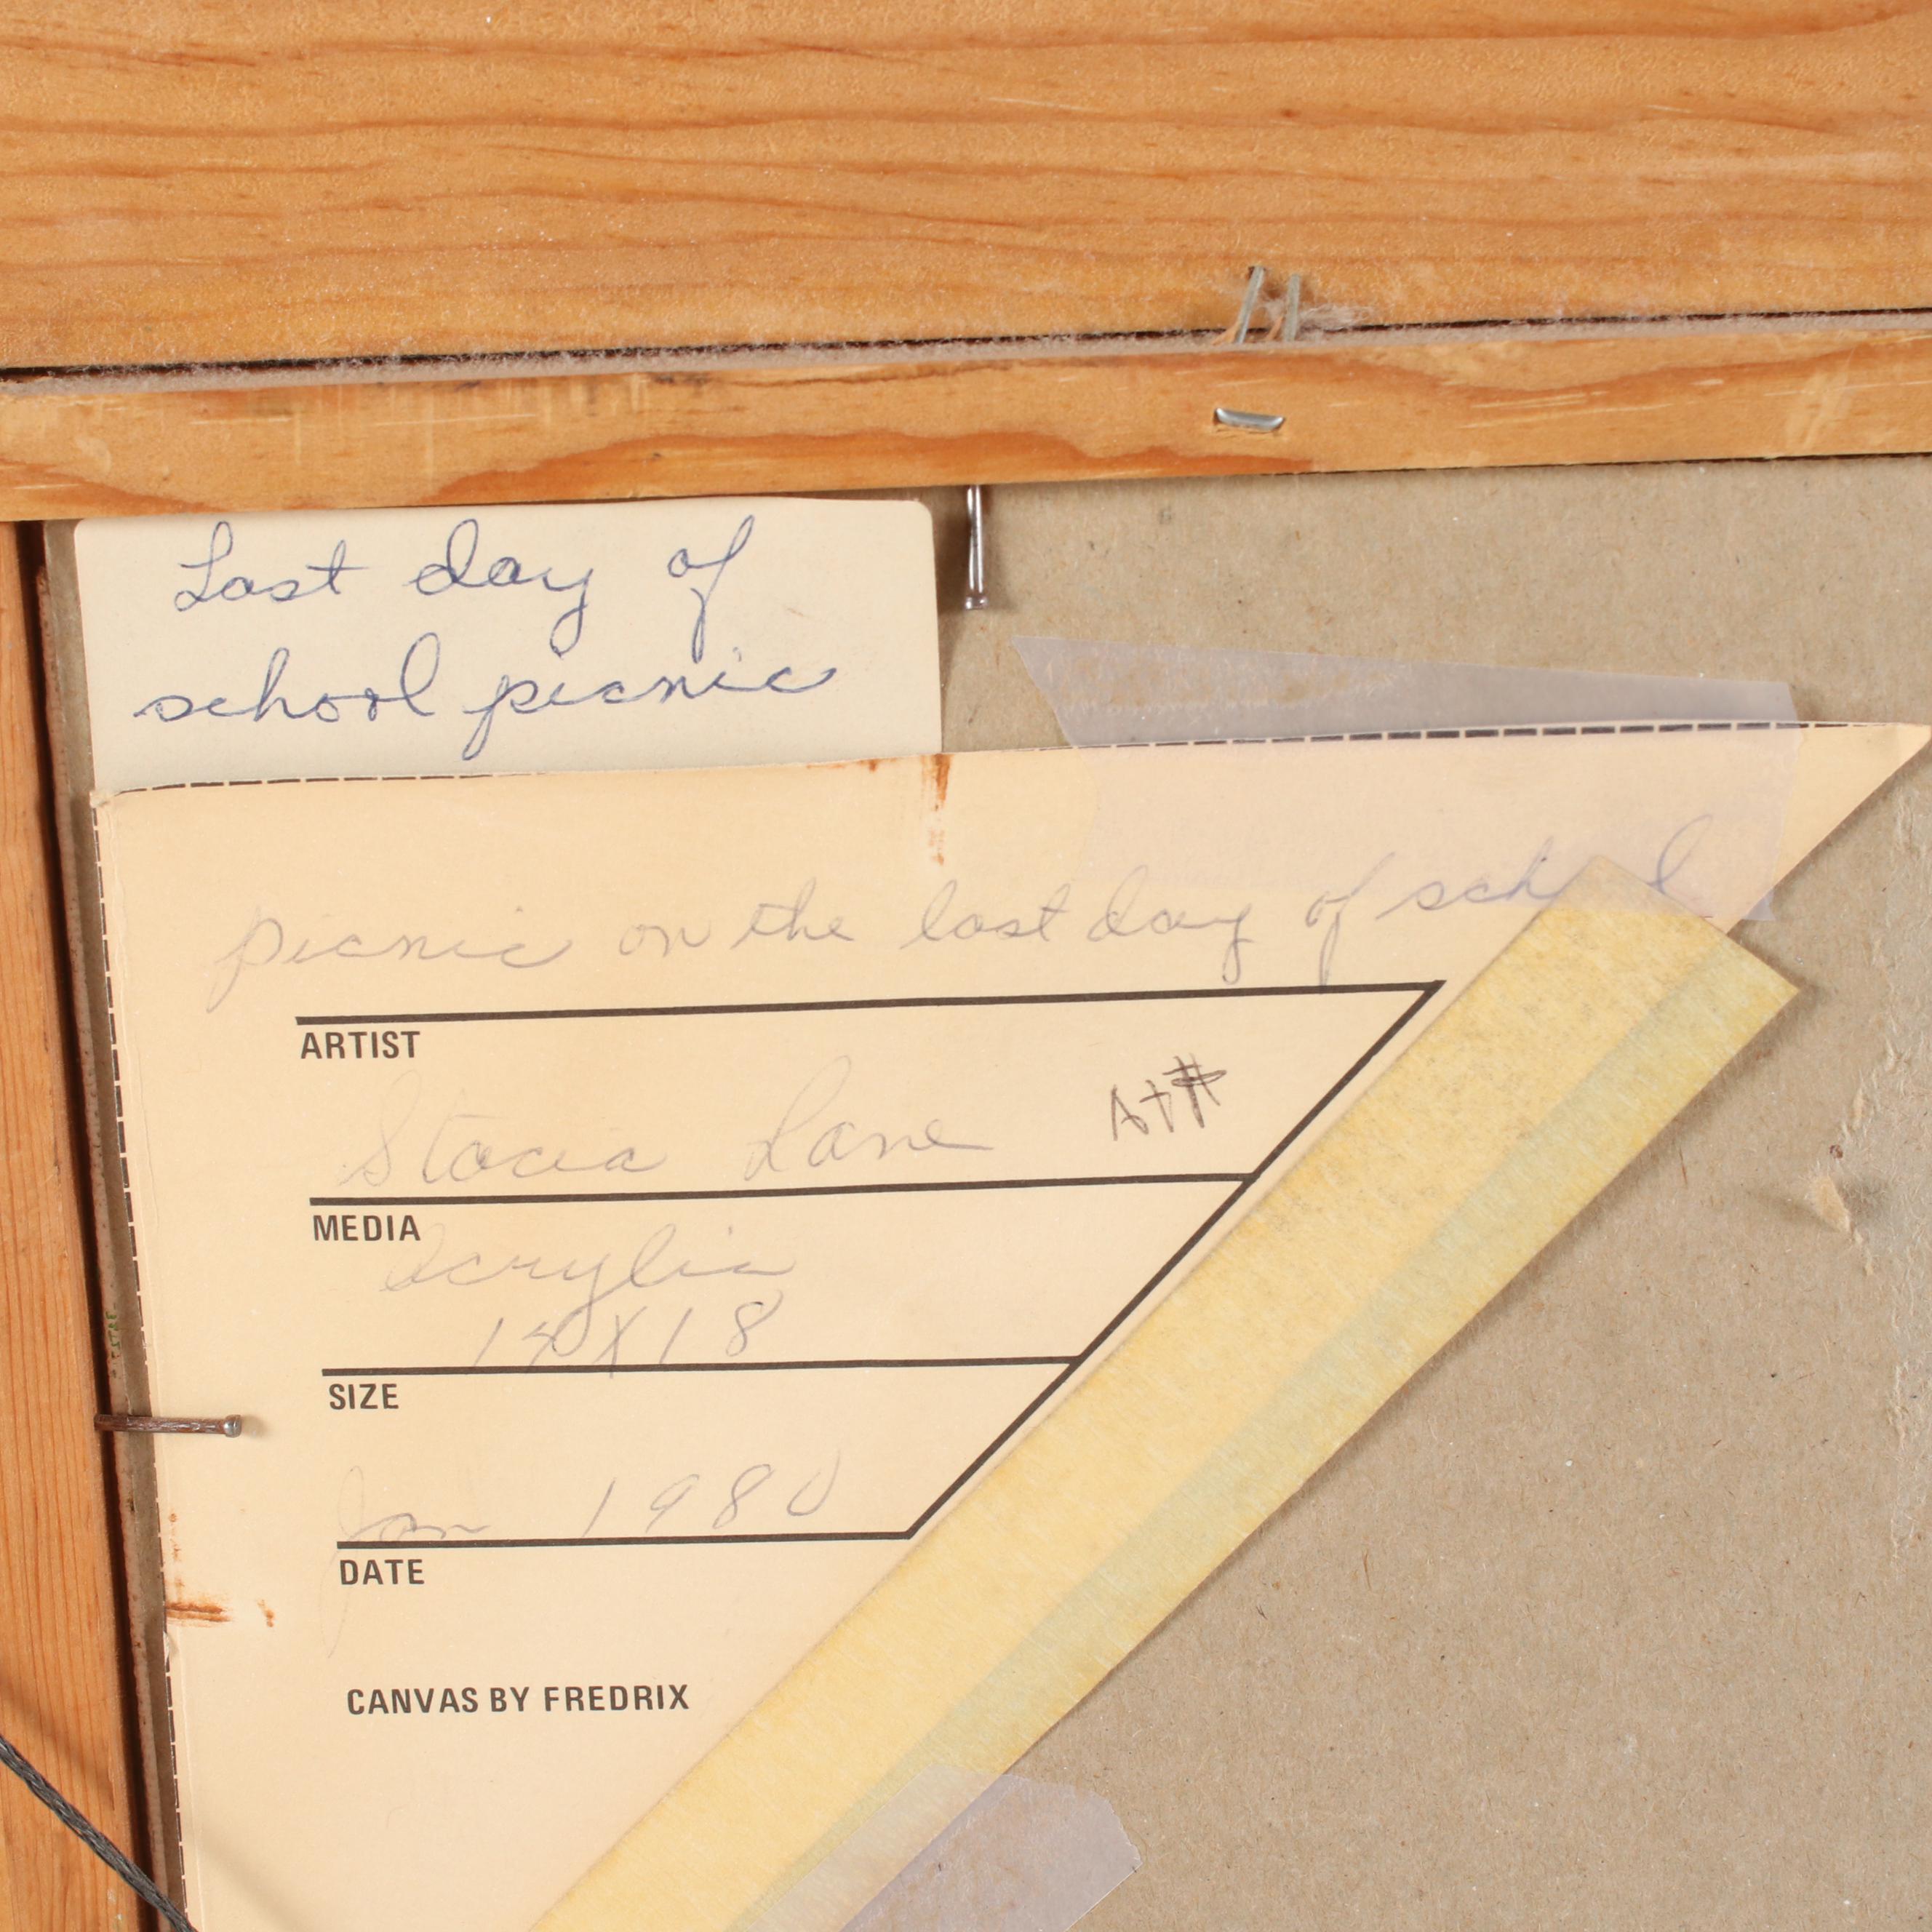 Last day of
school picnic
picnic on the last day of school
ARTIST
Stacia Lane
MEDIA
Acrylic
14X18
SIZE
Jan 1980
DATE
CANVAS BY FREDRIX